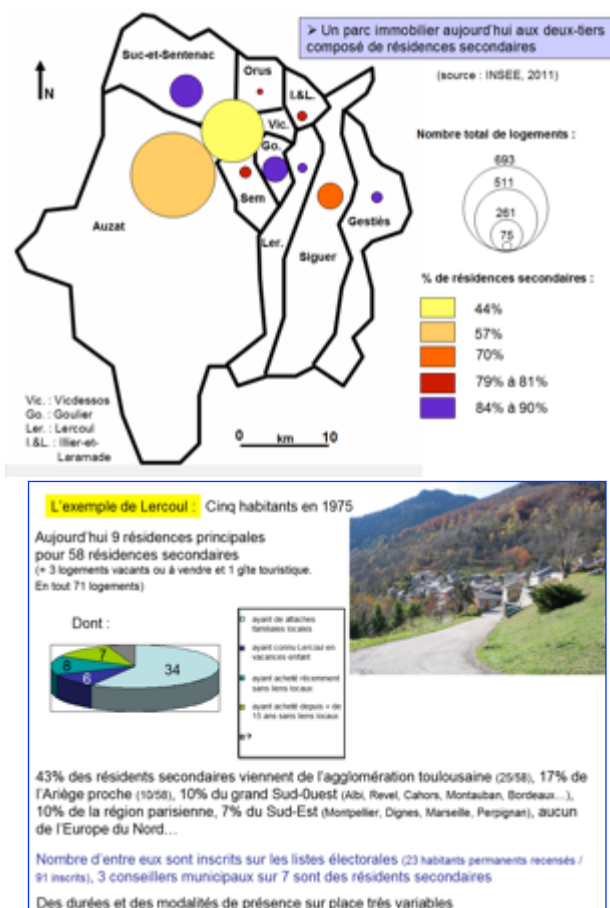 ➢ Un parc immobilier aujourd'hui aux deux-tiers
composé de résidences secondaires
(source : INSEE, 2011)
Suc-et-Sentenac
Orus
I.&L.
N
Vic.
Go.
Sem
Auzat
Ler.
Siguer
Gestiès
Nombre total de logements :
693
511
261
75
% de résidences secondaires :
44%
57%
70%
79% à 81%
84% à 90%
Vic. : Vicdessos
Go. : Goulier
Ler. : Lercoul
I.&L. : Illier-et-
Laramade
0 km 10
L'exemple de Lercoul : Cinq habitants en 1975
Aujourd'hui 9 résidences principales
pour 58 résidences secondaires
(+ 3 logements vacants ou à vendre et 1 gîte touristique.
En tout 71 logements)
Dont :
7
8
6
34
ayant de attaches
familiales locales
ayant connu Lercoul en
vacances enfant
ayant acheté récemment
sans liens locaux
ayant acheté depuis + de
15 ans sans liens locaux
?
43% des résidents secondaires viennent de l'agglomération toulousaine (25/58), 17% de
l'Ariège proche (10/58), 10% du grand Sud-0uest (Albi, Revel, Cahors, Montauban, Bordeaux…),
10% de la région parisienne, 7% du Sud-Est (Montpellier, Dignes, Marseille, Perpignan), aucun
de l'Europe du Nord…
Nombre d'entre eux sont inscrits sur les listes électorales (23 habitants permanents recensés /
91 inscrits), 3 conseillers municipaux sur 7 sont des résidents secondaires
Des durées et des modalités de présence sur place très variables